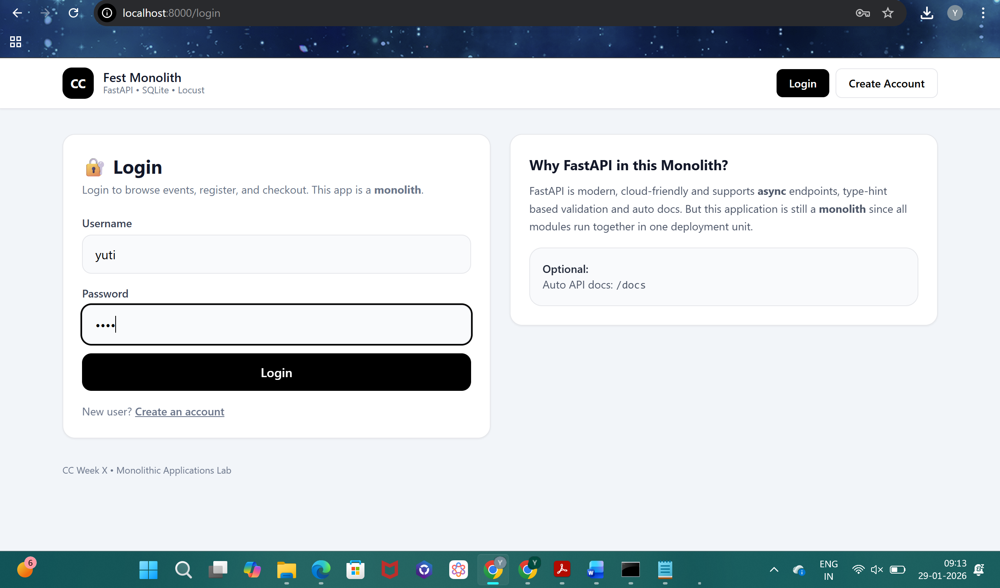 localhost:8000/login
Y
CC
Fest Monolith
FastAPI • SQLite • Locust
Login
Create Account
Login
Login to browse events, register, and checkout. This app is a monolith.
Username
yuti
Password
••••
Login
New user? Create an account
Why FastAPI in this Monolith?
FastAPI is modern, cloud-friendly and supports async endpoints, type-hint
based validation and auto docs. But this application is still a monolith since all
modules run together in one deployment unit.
Optional:
Auto API docs: /docs
CC Week X • Monolithic Applications Lab
6
Y
Y
W
ENG
IN
09:13
29-01-2026